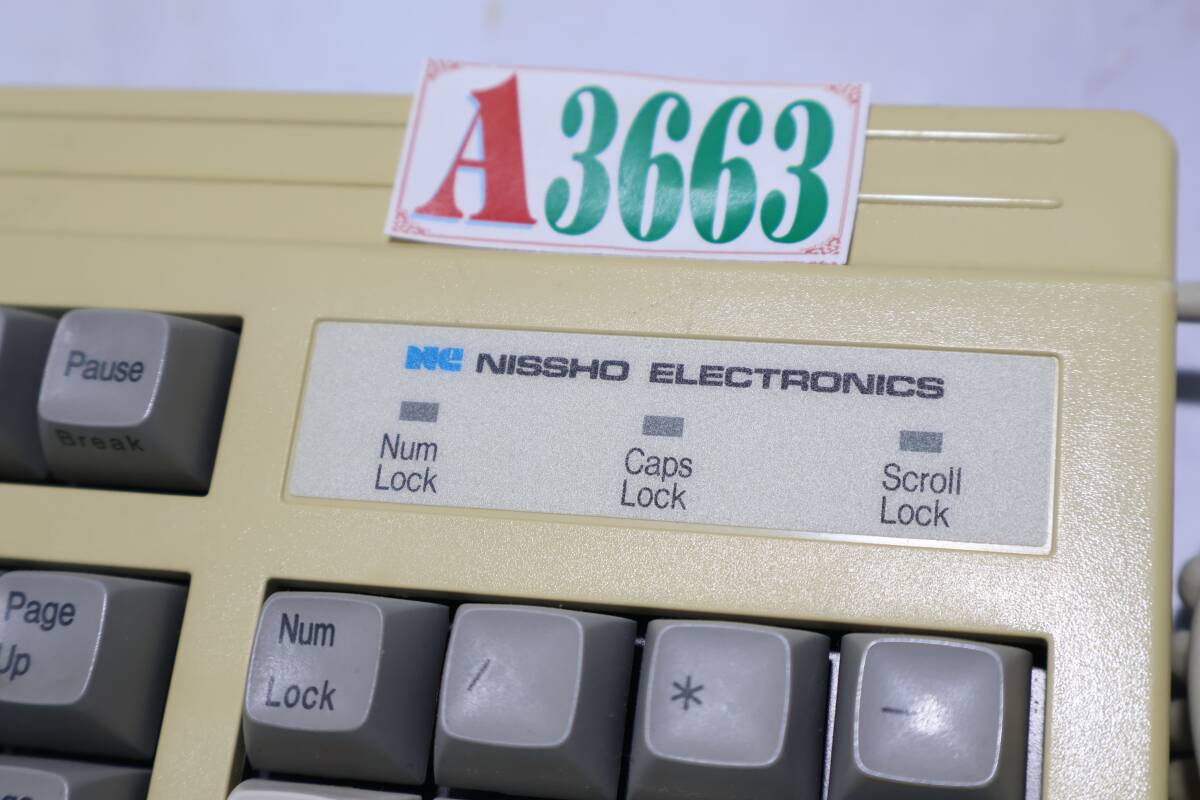 A3663
NC NISSHO ELECTRONICS
Num
Lock
Caps
Lock
Scroll
Lock
Pause
Break
Page
Up
Num
Lock
/
*
-